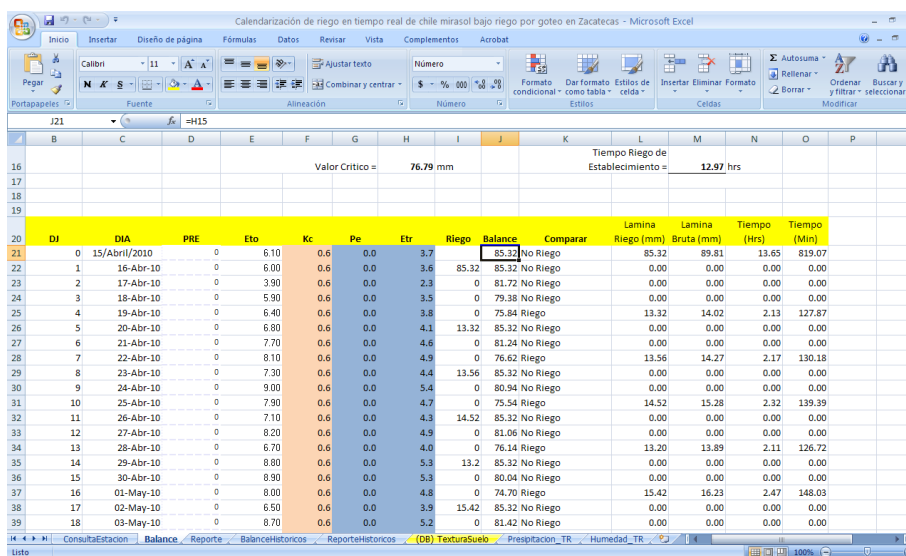 Calendarización de riego en tiempo real de chile mirasol bajo riego por goteo en Zacatecas - Microsoft Excel
Inicio Insertar Diseño de página Fórmulas Datos Revisar Vista Complementos Acrobat
Calibri 11 Ajustar texto Número Σ Autosuma
Pegar N K S Combinar y centrar $ % 000 Formato condicional Dar formato como tabla Estilos de celda Insertar Eliminar Formato Rellenar Borrar Ordenar y filtrar Buscar y seleccionar
Portapapeles Fuente Alineación Número Estilos Celdas Modificar
J21 fx =H15
B C D E F G H I J K L M N O P
16 Valor Critico = 76.79 mm Tiempo Riego de Establecimiento = 12.97 hrs
17
18
19
20 DJ DIA PRE Eto Kc Pe Etr Riego Balance Comparar Lamina Riego (mm) Lamina Bruta (mm) Tiempo (Hrs) Tiempo (Min)
21 0 15/Abril/2010 0 6.10 0.6 0.0 3.7 85.32 No Riego 85.32 89.81 13.65 819.07
22 1 16-Abr-10 0 6.00 0.6 0.0 3.6 85.32 85.32 No Riego 0.00 0.00 0.00 0.00
23 2 17-Abr-10 0 3.90 0.6 0.0 2.3 0 81.72 No Riego 0.00 0.00 0.00 0.00
24 3 18-Abr-10 0 5.90 0.6 0.0 3.5 0 79.38 No Riego 0.00 0.00 0.00 0.00
25 4 19-Abr-10 0 6.40 0.6 0.0 3.8 0 75.84 Riego 13.32 14.02 2.13 127.87
26 5 20-Abr-10 0 6.80 0.6 0.0 4.1 13.32 85.32 No Riego 0.00 0.00 0.00 0.00
27 6 21-Abr-10 0 7.70 0.6 0.0 4.6 0 81.24 No Riego 0.00 0.00 0.00 0.00
28 7 22-Abr-10 0 8.10 0.6 0.0 4.9 0 76.62 Riego 13.56 14.27 2.17 130.18
29 8 23-Abr-10 0 7.30 0.6 0.0 4.4 13.56 85.32 No Riego 0.00 0.00 0.00 0.00
30 9 24-Abr-10 0 9.00 0.6 0.0 5.4 0 80.94 No Riego 0.00 0.00 0.00 0.00
31 10 25-Abr-10 0 7.90 0.6 0.0 4.7 0 75.54 Riego 14.52 15.28 2.32 139.39
32 11 26-Abr-10 0 7.10 0.6 0.0 4.3 14.52 85.32 No Riego 0.00 0.00 0.00 0.00
33 12 27-Abr-10 0 8.20 0.6 0.0 4.9 0 81.06 No Riego 0.00 0.00 0.00 0.00
34 13 28-Abr-10 0 6.70 0.6 0.0 4.0 0 76.14 Riego 13.20 13.89 2.11 126.72
35 14 29-Abr-10 0 8.80 0.6 0.0 5.3 13.2 85.32 No Riego 0.00 0.00 0.00 0.00
36 15 30-Abr-10 0 8.90 0.6 0.0 5.3 0 80.04 No Riego 0.00 0.00 0.00 0.00
37 16 01-May-10 0 8.00 0.6 0.0 4.8 0 74.70 Riego 15.42 16.23 2.47 148.03
38 17 02-May-10 0 6.50 0.6 0.0 3.9 15.42 85.32 No Riego 0.00 0.00 0.00 0.00
39 18 03-May-10 0 8.70 0.6 0.0 5.2 0 81.42 No Riego 0.00 0.00 0.00 0.00
ConsultaEstacion Balance Reporte BalanceHistoricos ReporteHistoricos (DB) TexturaSuelo Prespitacion_TR Humedad_TR
Listo 100%